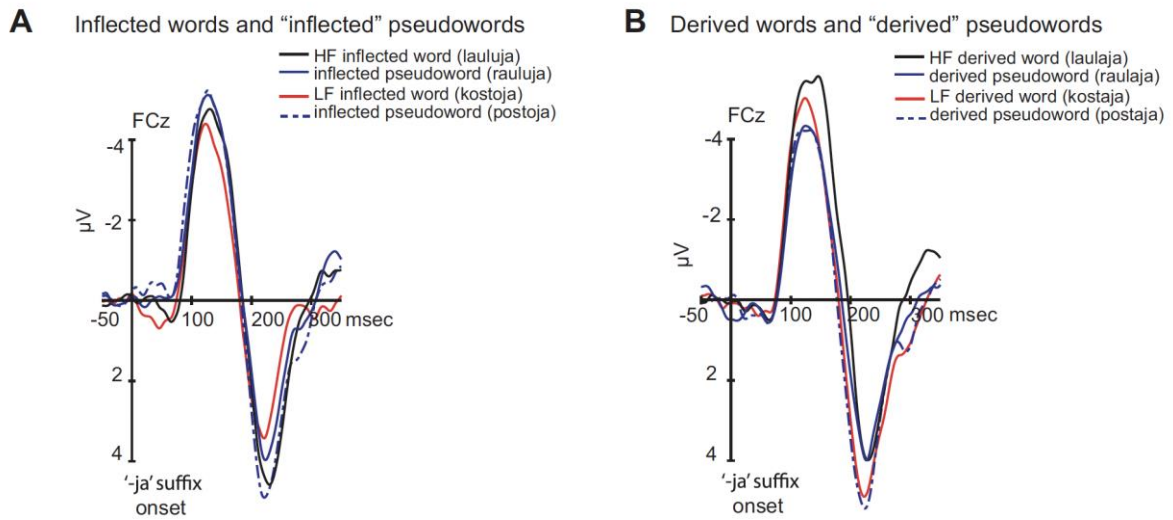 A Inflected words and “inflected” pseudowords
HF inflected word (lauluja)
inflected pseudoword (rauluja)
LF inflected word (kostoja)
inflected pseudoword (postoja)
FCz
-4
-2
µV
-50 100 200 300 msec
2
4
'-ja' suffix
onset
B Derived words and “derived” pseudowords
HF derived word (laulaja)
derived pseudoword (raulaja)
LF derived word (kostaja)
derived pseudoword (postaja)
FCz
-4
-2
µV
-50 100 200 300 msec
2
4
'-ja' suffix
onset